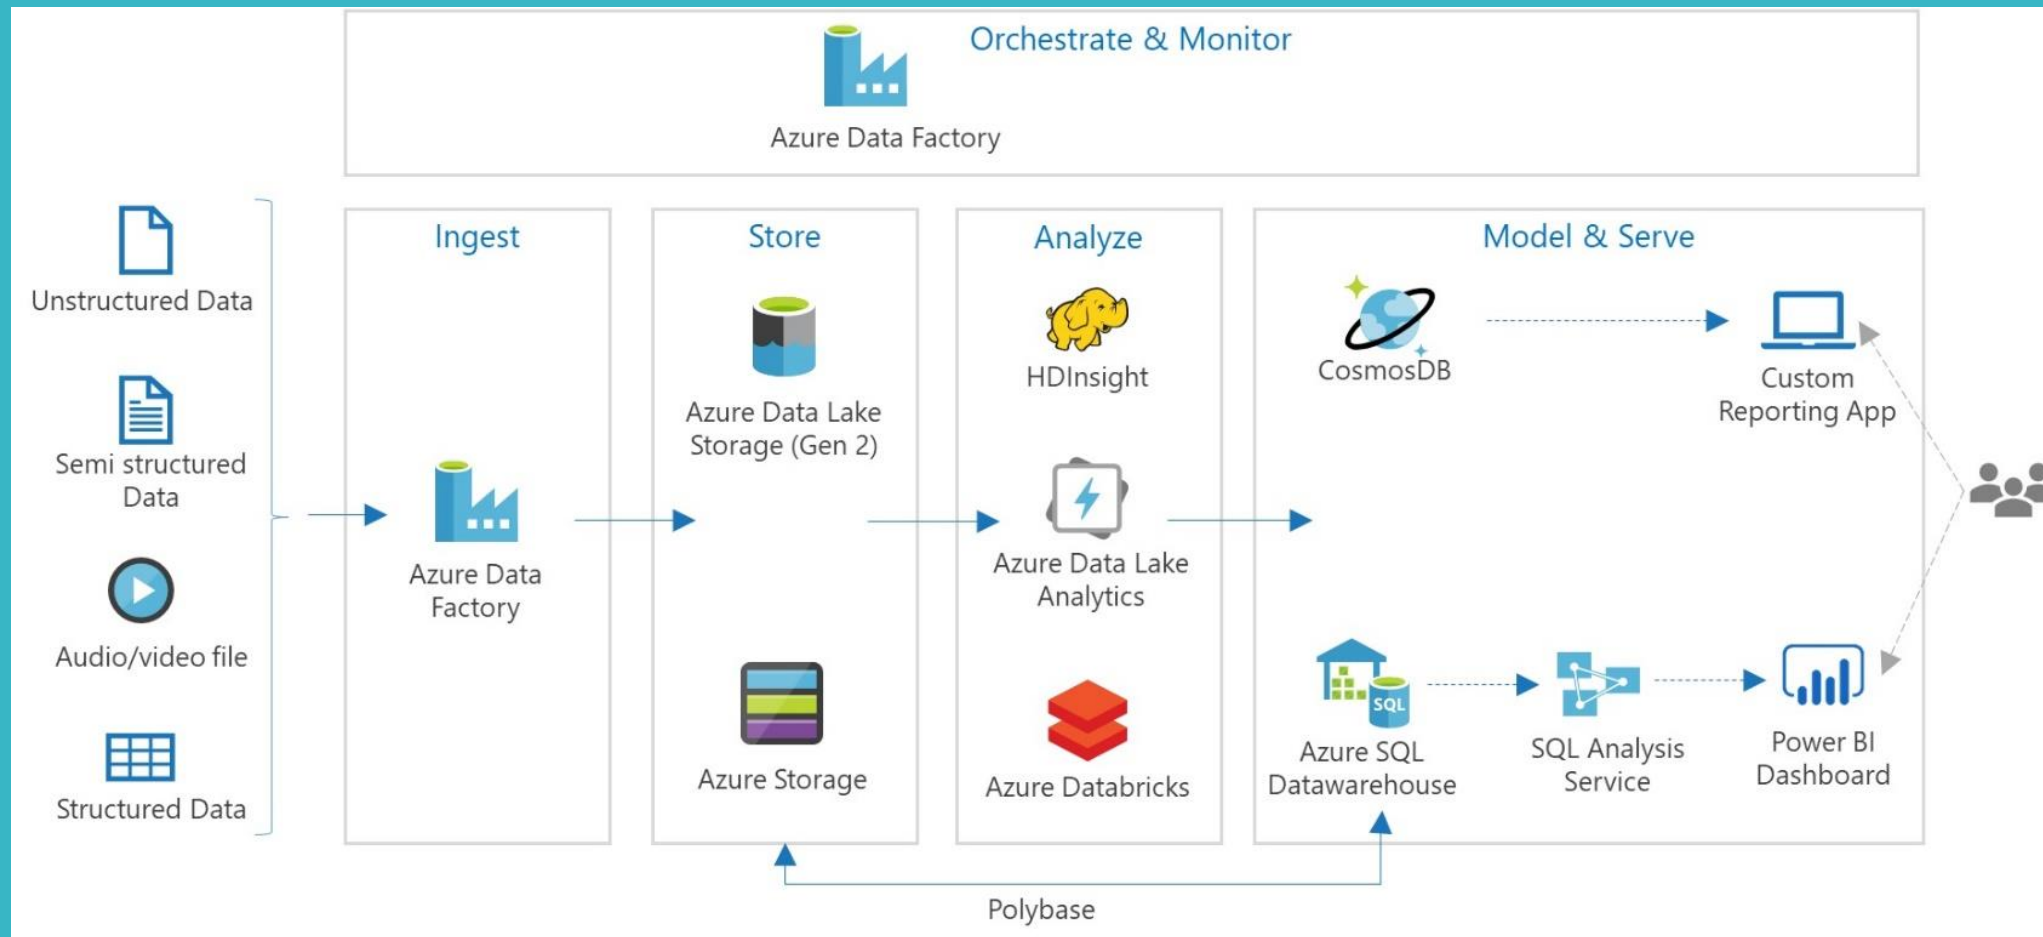 Orchestrate & Monitor
Azure Data Factory
Unstructured Data
Semi structured
Data
Audio/video file
Structured Data
Ingest
Azure Data
Factory
Store
Azure Data Lake
Storage (Gen 2)
Azure Storage
Analyze
HDInsight
Azure Data Lake
Analytics
Azure Databricks
Model & Serve
CosmosDB
Custom
Reporting App
SQL
Azure SQL
Datawarehouse
SQL Analysis
Service
Power BI
Dashboard
Polybase